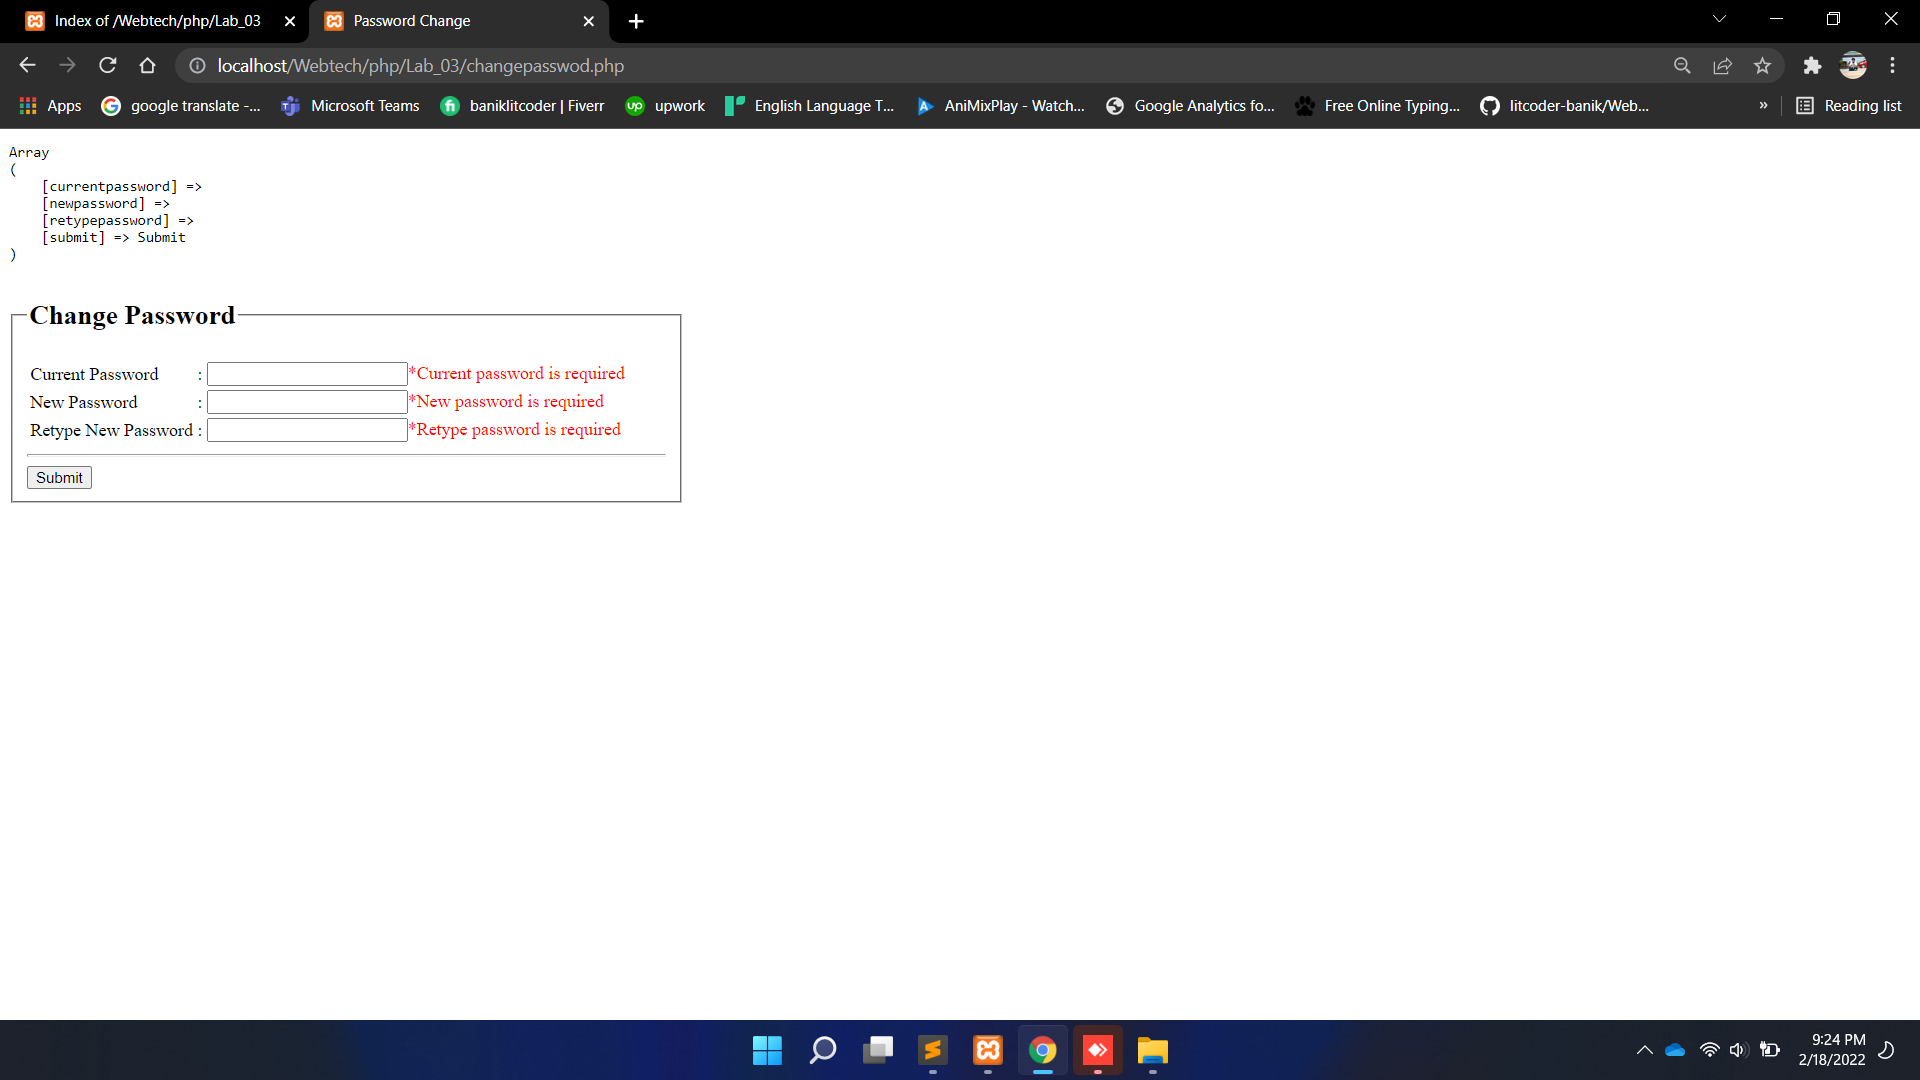 Index of /Webtech/php/Lab_03
Password Change
localhost/Webtech/php/Lab_03/changepasswod.php
Apps
google translate -...
Microsoft Teams
baniklitcoder | Fiverr
upwork
English Language T...
AniMixPlay - Watch...
Google Analytics fo...
Free Online Typing...
litcoder-banik/Web...
»
Reading list
Array
(
[currentpassword] =>
[newpassword] =>
[retypepassword] =>
[submit] => Submit
)
Change Password
Current Password : *Current password is required
New Password : *New password is required
Retype New Password : *Retype password is required
Submit
9:24 PM
2/18/2022